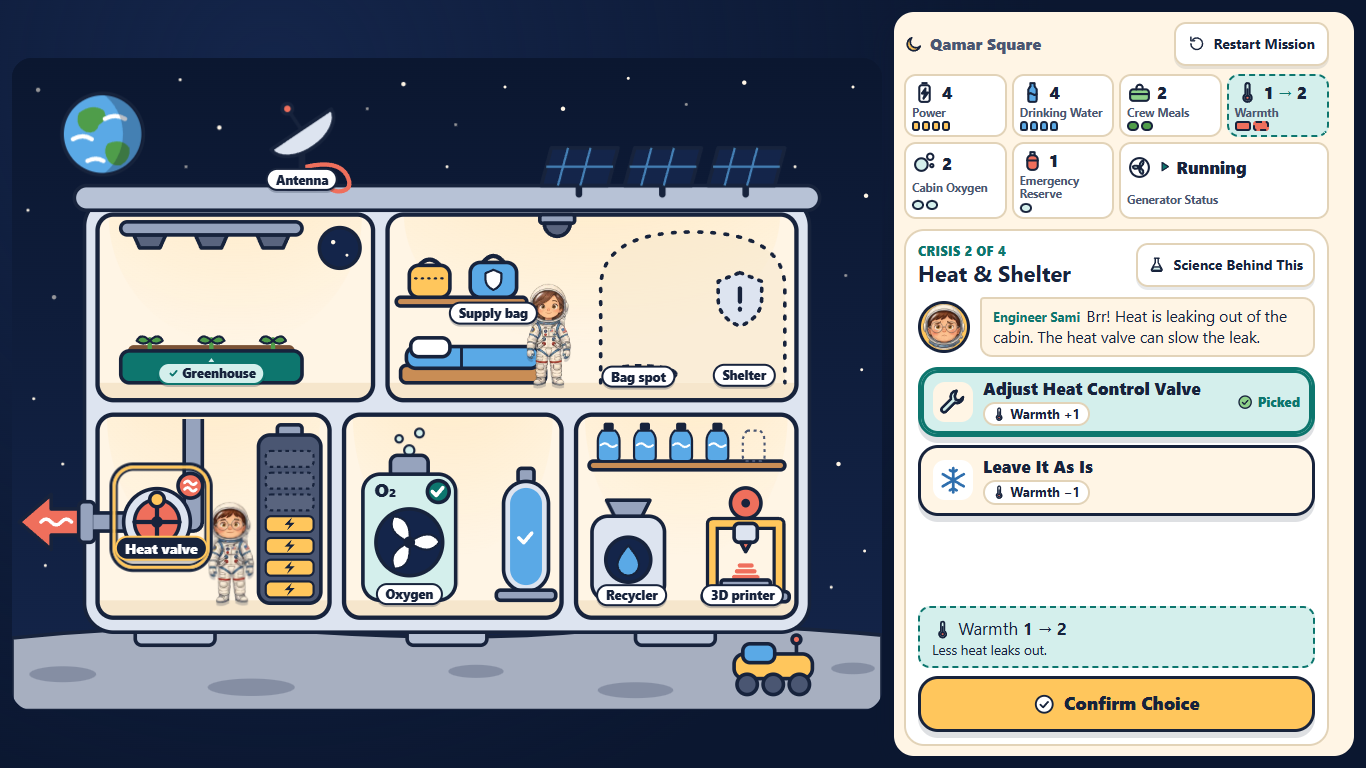 Qamar Square
Restart Mission
4
Power
4
Drinking Water
2
Crew Meals
1 → 2
Warmth
2
Cabin Oxygen
1
Emergency
Reserve
Running
Generator Status
CRISIS 2 OF 4
Heat & Shelter
Science Behind This
Engineer Sami Brr! Heat is leaking out of the
cabin. The heat valve can slow the leak.
Adjust Heat Control Valve
Warmth +1
Picked
Leave It As Is
Warmth −1
Warmth 1 → 2
Less heat leaks out.
Confirm Choice
Antenna
Greenhouse
Supply bag
Bag spot
Shelter
Heat valve
O₂
Oxygen
Recycler
3D printer